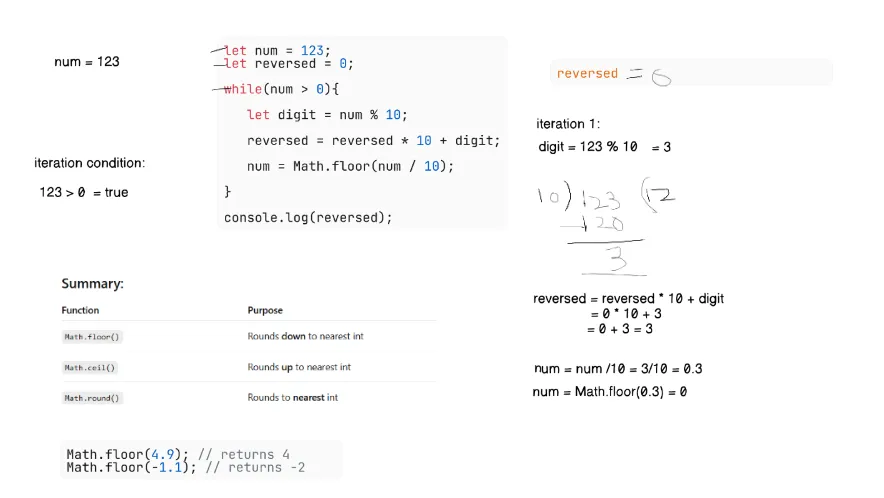 num = 123
iteration condition:
123 > 0 = true
let num = 123;
let reversed = 0;
while(num > 0){
let digit = num % 10;
reversed = reversed * 10 + digit;
num = Math.floor(num / 10);
}
console.log(reversed);
reversed = 0
iteration 1:
digit = 123 % 10 = 3
10) 123 (12
120
3
reversed = reversed * 10 + digit
= 0 * 10 + 3
= 0 + 3 = 3
num = num /10 = 3/10 = 0.3
num = Math.floor(0.3) = 0
Summary:
Function Purpose
Math.floor() Rounds down to nearest int
Math.ceil() Rounds up to nearest int
Math.round() Rounds to nearest int
Math.floor(4.9); // returns 4
Math.floor(-1.1); // returns -2